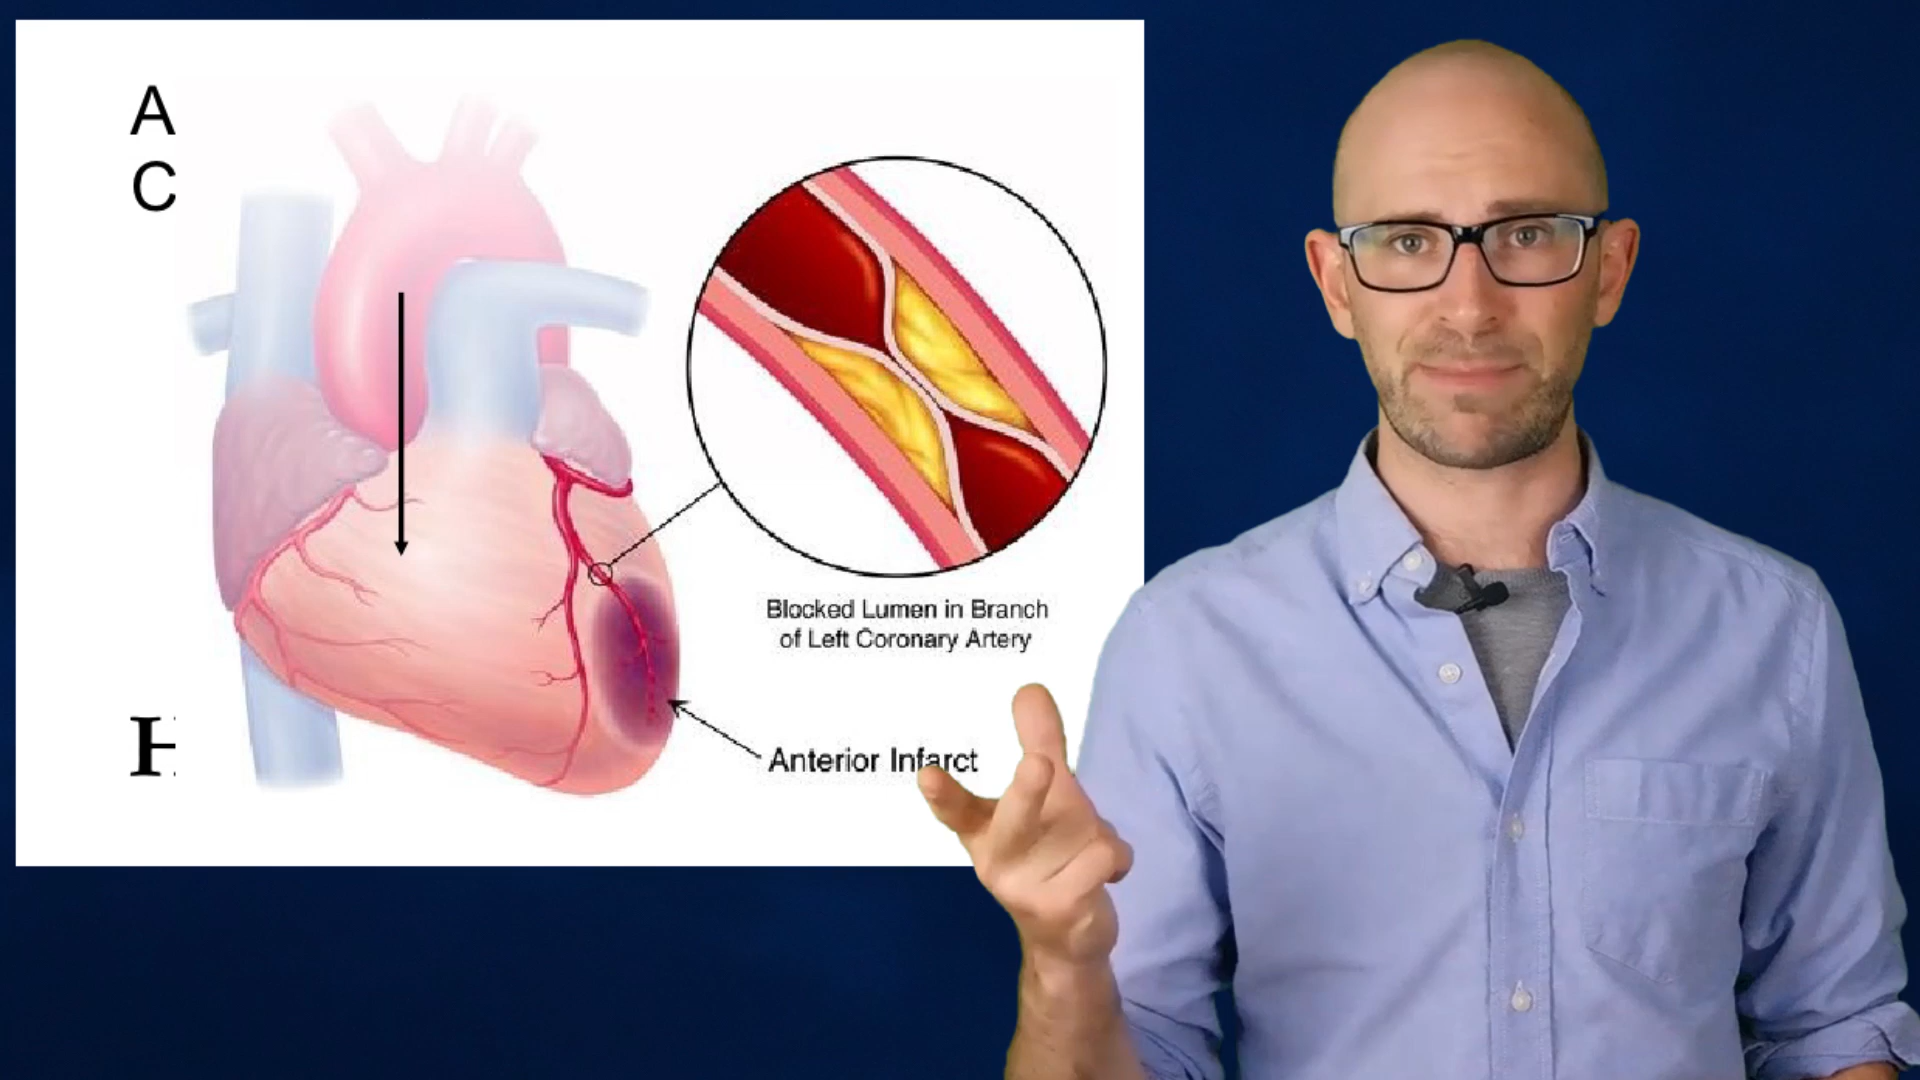 A
C
Blocked Lumen in Branch
of Left Coronary Artery
Anterior Infarct